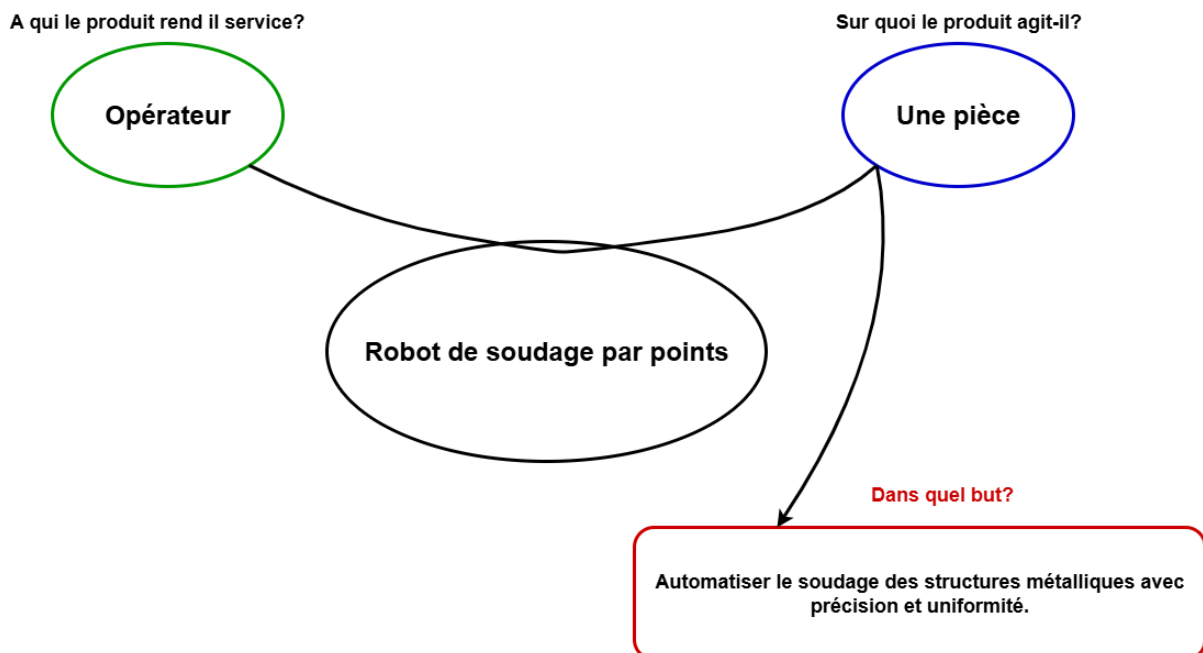 A qui le produit rend il service?
Sur quoi le produit agit-il?
Opérateur
Une pièce
Robot de soudage par points
Dans quel but?
Automatiser le soudage des structures métalliques avec
précision et uniformité.